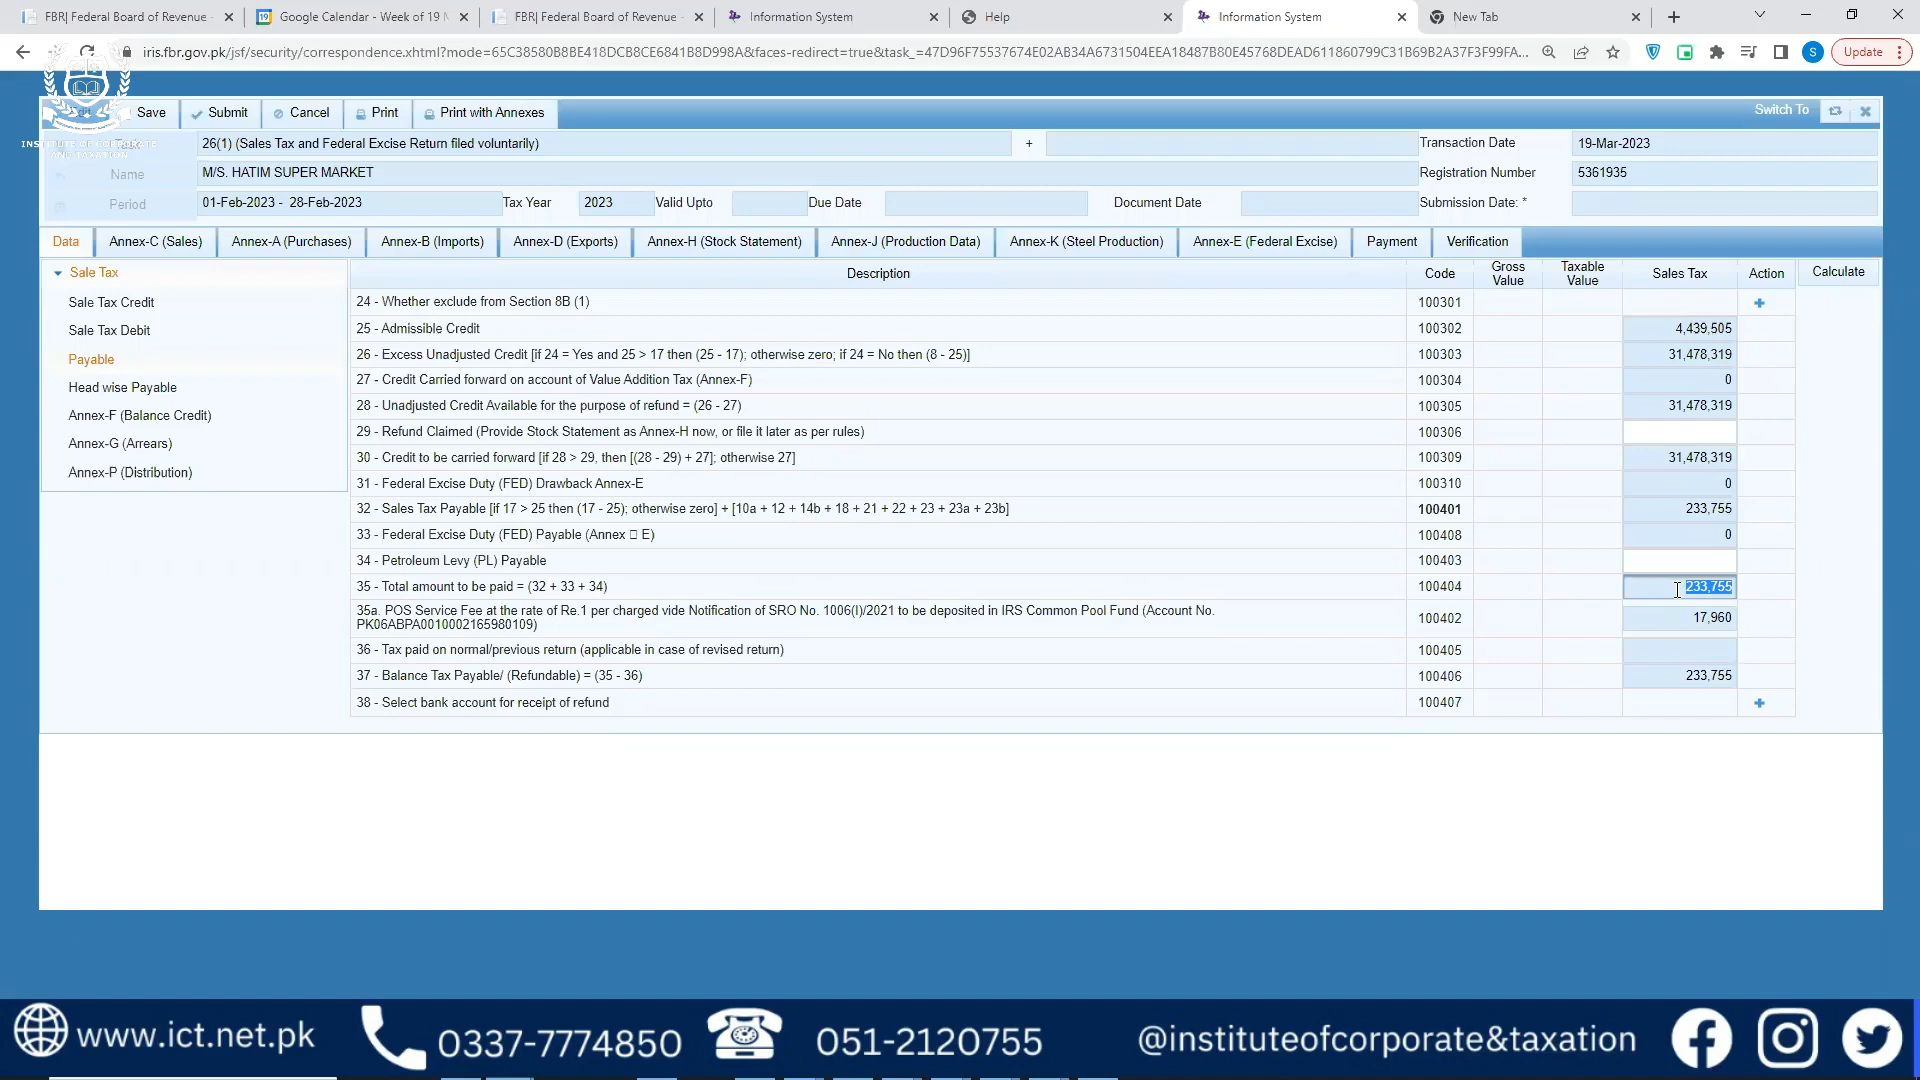 FBR| Federal Board of Revenue
Google Calendar - Week of 19 M
FBR| Federal Board of Revenue
Information System
Help
Information System
New Tab
iris.fbr.gov.pk/jsf/security/correspondence.xhtml?mode=65C38580B8BE418DCB8CE6841B8D998A&faces-redirect=true&task_=47D96F75537674E02AB34A6731504EEA18487B80E45768DEAD611860799C31B69B2A37F3F99FA...
S
Update
Save
Submit
Cancel
Print
Print with Annexes
Switch To
26(1) (Sales Tax and Federal Excise Return filed voluntarily)
+
Transaction Date
19-Mar-2023
INSTITUTE OF CORPORATE
AND TAXATION
Name
M/S. HATIM SUPER MARKET
Registration Number
5361935
Period
01-Feb-2023 - 28-Feb-2023
Tax Year
2023
Valid Upto
Due Date
Document Date
Submission Date: *
Data
Annex-C (Sales)
Annex-A (Purchases)
Annex-B (Imports)
Annex-D (Exports)
Annex-H (Stock Statement)
Annex-J (Production Data)
Annex-K (Steel Production)
Annex-E (Federal Excise)
Payment
Verification
Sale Tax
Sale Tax Credit
Sale Tax Debit
Payable
Head wise Payable
Annex-F (Balance Credit)
Annex-G (Arrears)
Annex-P (Distribution)
Description
Code
Gross Value
Taxable Value
Sales Tax
Action
Calculate
24 - Whether exclude from Section 8B (1) 100301
25 - Admissible Credit 100302 4,439,505
26 - Excess Unadjusted Credit [if 24 = Yes and 25 > 17 then (25 - 17); otherwise zero; if 24 = No then (8 - 25)] 100303 31,478,319
27 - Credit Carried forward on account of Value Addition Tax (Annex-F) 100304 0
28 - Unadjusted Credit Available for the purpose of refund = (26 - 27) 100305 31,478,319
29 - Refund Claimed (Provide Stock Statement as Annex-H now, or file it later as per rules) 100306
30 - Credit to be carried forward [if 28 > 29, then [(28 - 29) + 27]; otherwise 27] 100309 31,478,319
31 - Federal Excise Duty (FED) Drawback Annex-E 100310 0
32 - Sales Tax Payable [if 17 > 25 then (17 - 25); otherwise zero] + [10a + 12 + 14b + 18 + 21 + 22 + 23 + 23a + 23b] 100401 233,755
33 - Federal Excise Duty (FED) Payable (Annex □ E) 100408 0
34 - Petroleum Levy (PL) Payable 100403
35 - Total amount to be paid = (32 + 33 + 34) 100404 233,755
35a. POS Service Fee at the rate of Re.1 per charged vide Notification of SRO No. 1006(I)/2021 to be deposited in IRS Common Pool Fund (Account No.
PK06ABPA0010002165980109) 100402 17,960
36 - Tax paid on normal/previous return (applicable in case of revised return) 100405
37 - Balance Tax Payable/ (Refundable) = (35 - 36) 100406 233,755
38 - Select bank account for receipt of refund 100407
www.ict.net.pk
0337-7774850
051-2120755
@instituteofcorporate&taxation